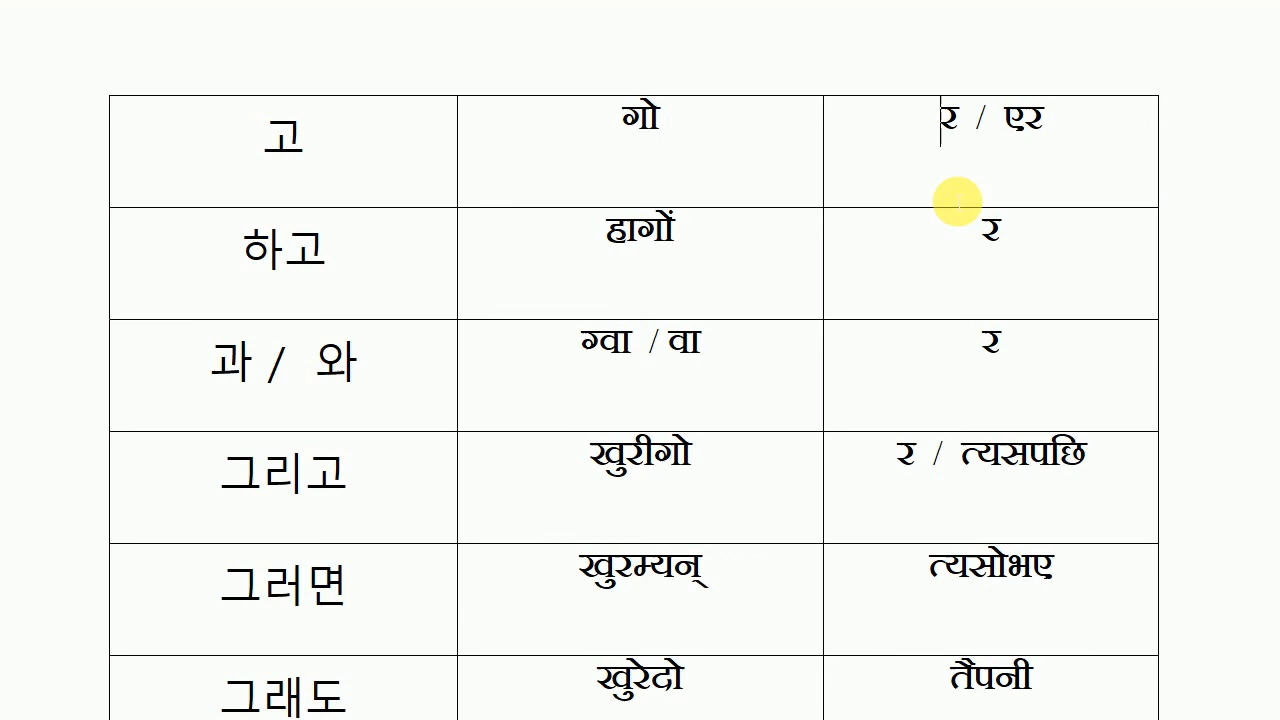 고 गो र / एर
하고 हागों र
과 / 와 ग्वा / वा र
그리고 खुरीगो र / त्यसपछि
그러면 खुरम्यन् त्यसोभए
그래도 खुरेदो तैंपनी